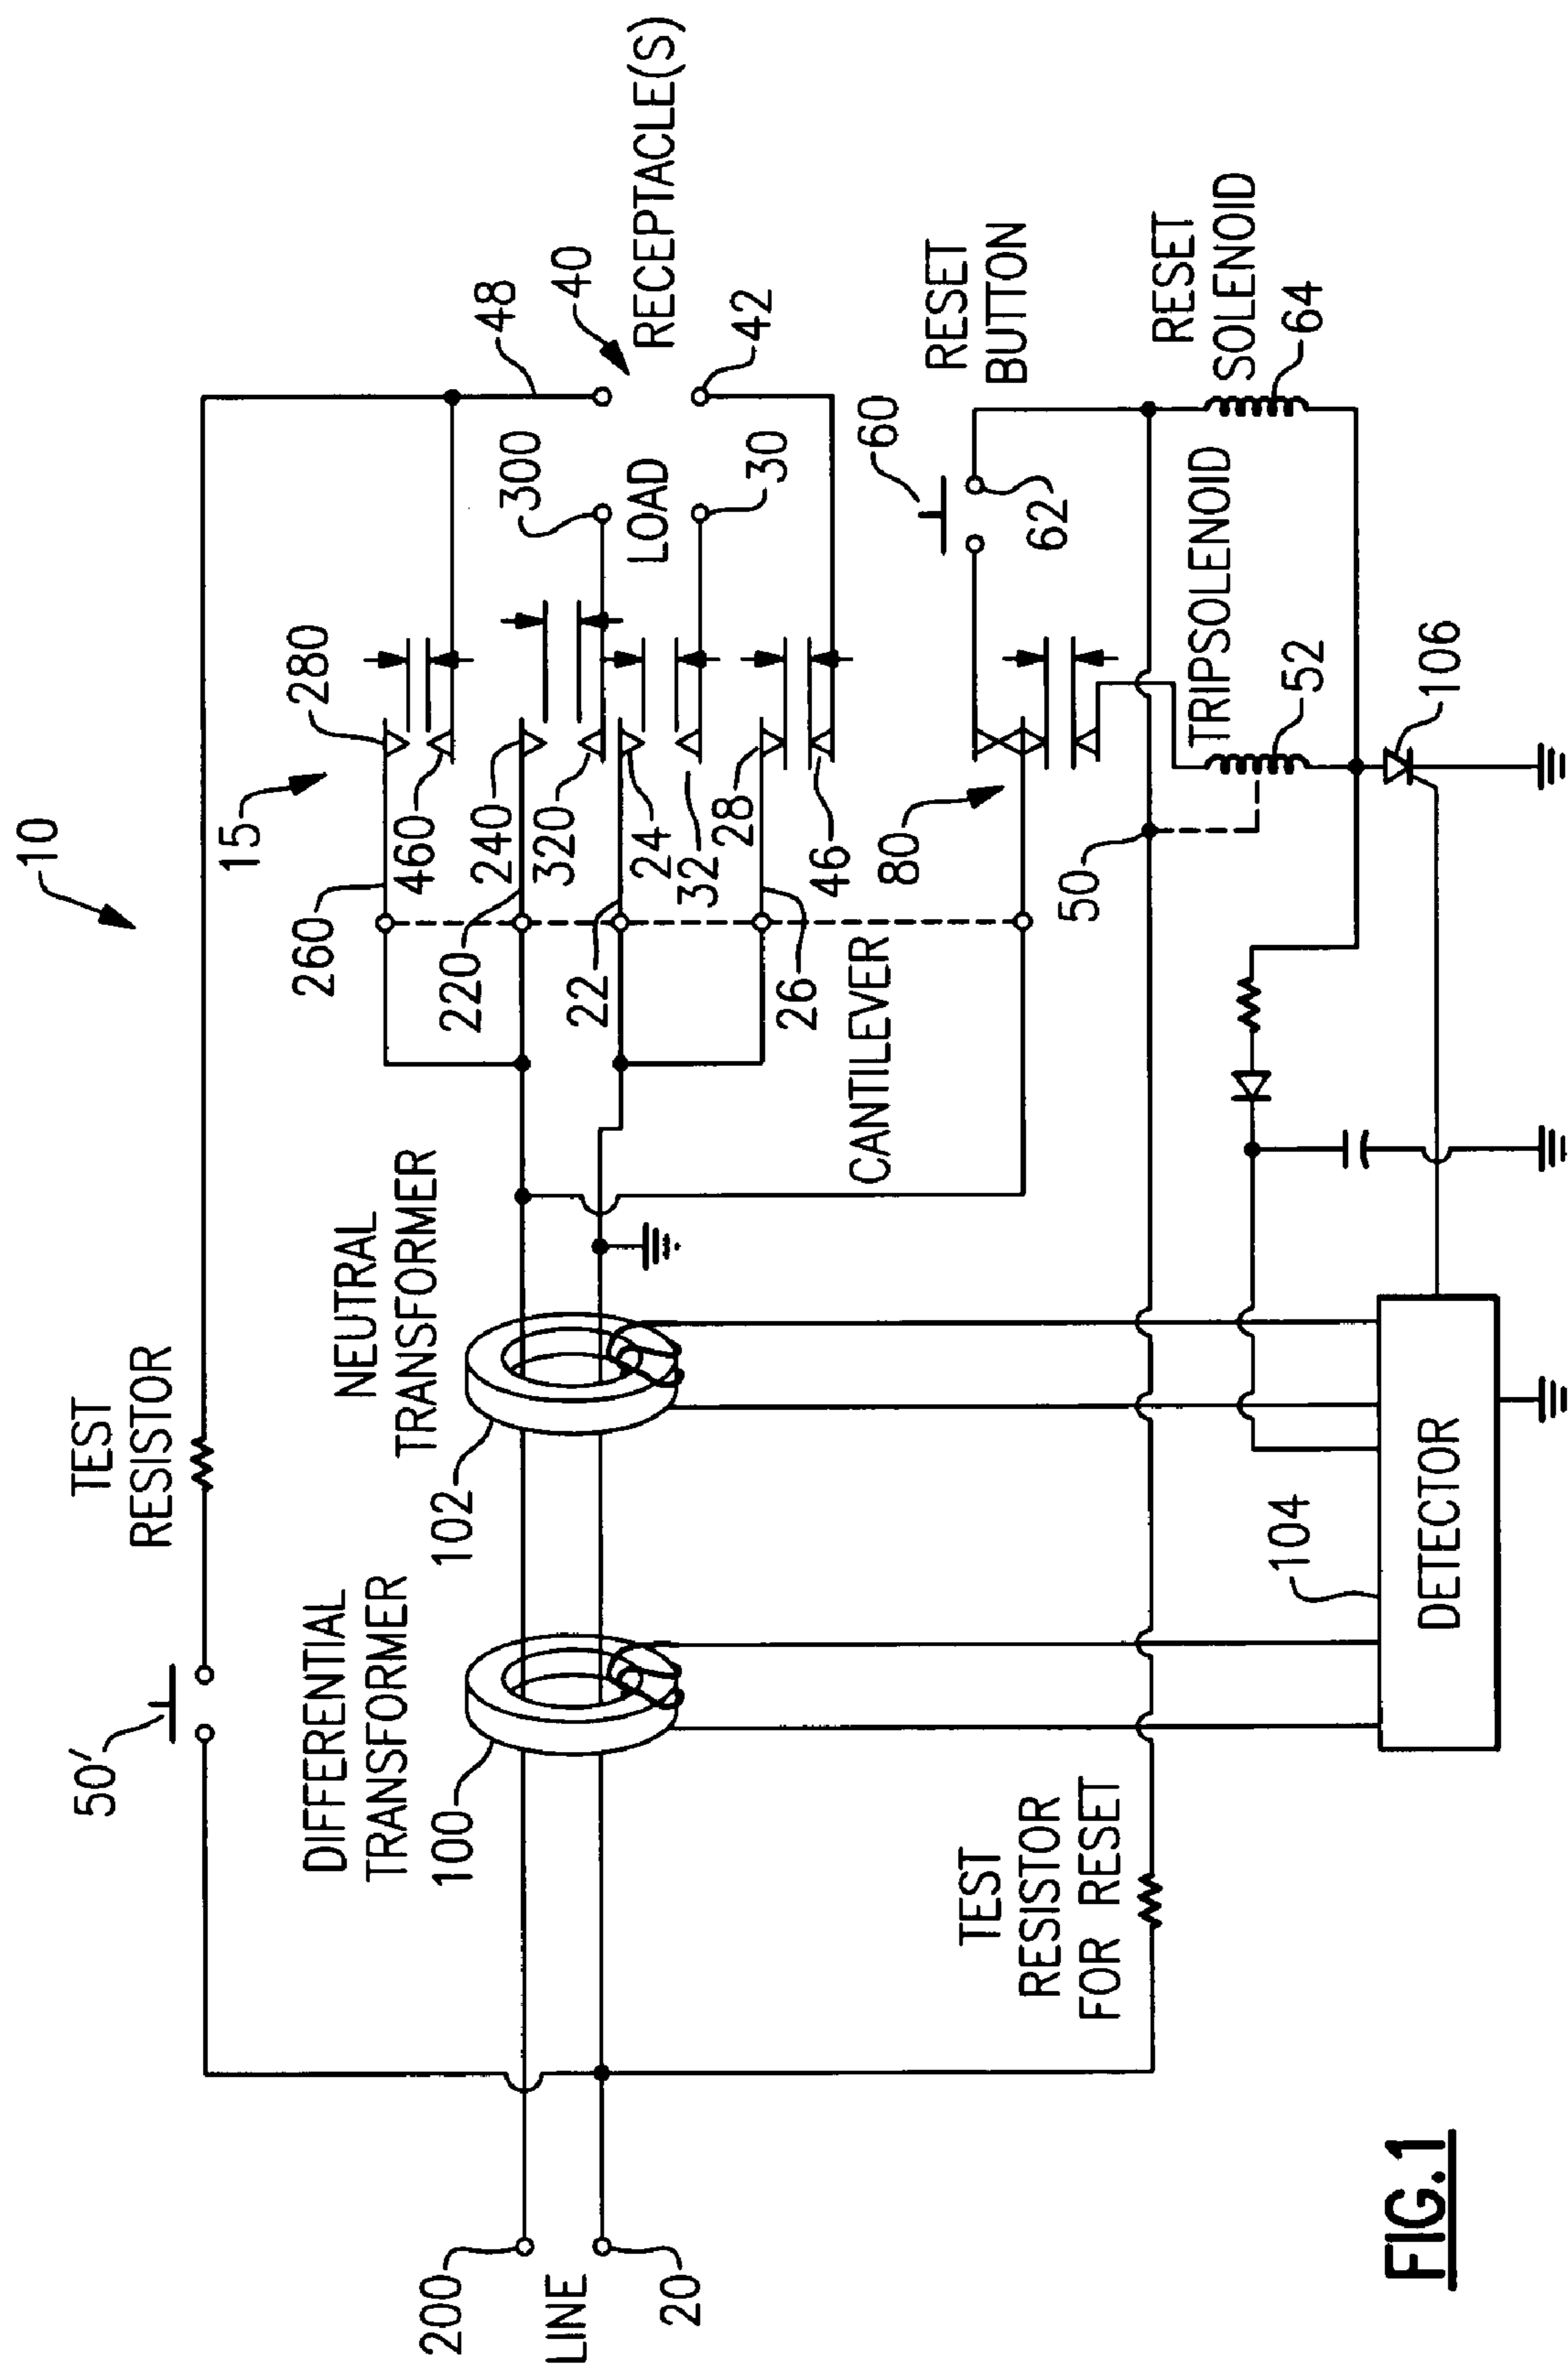 10
TEST
RESISTOR
50'
15
280
260
460
48
40
RECEPTACLE(S)
NEUTRAL
TRANSFORMER
102
DIFFERENTIAL
TRANSFORMER
100
220
240
320
300
LOAD
22
24
32
30
42
28
26
46
CANTILEVER
200
LINE
20
RESET
BUTTON
60
62
80
50
TRIPSOLENOID
52
RESET
SOLENOID
64
106
TEST
RESISTOR
FOR RESET
104
DETECTOR
FIG.1